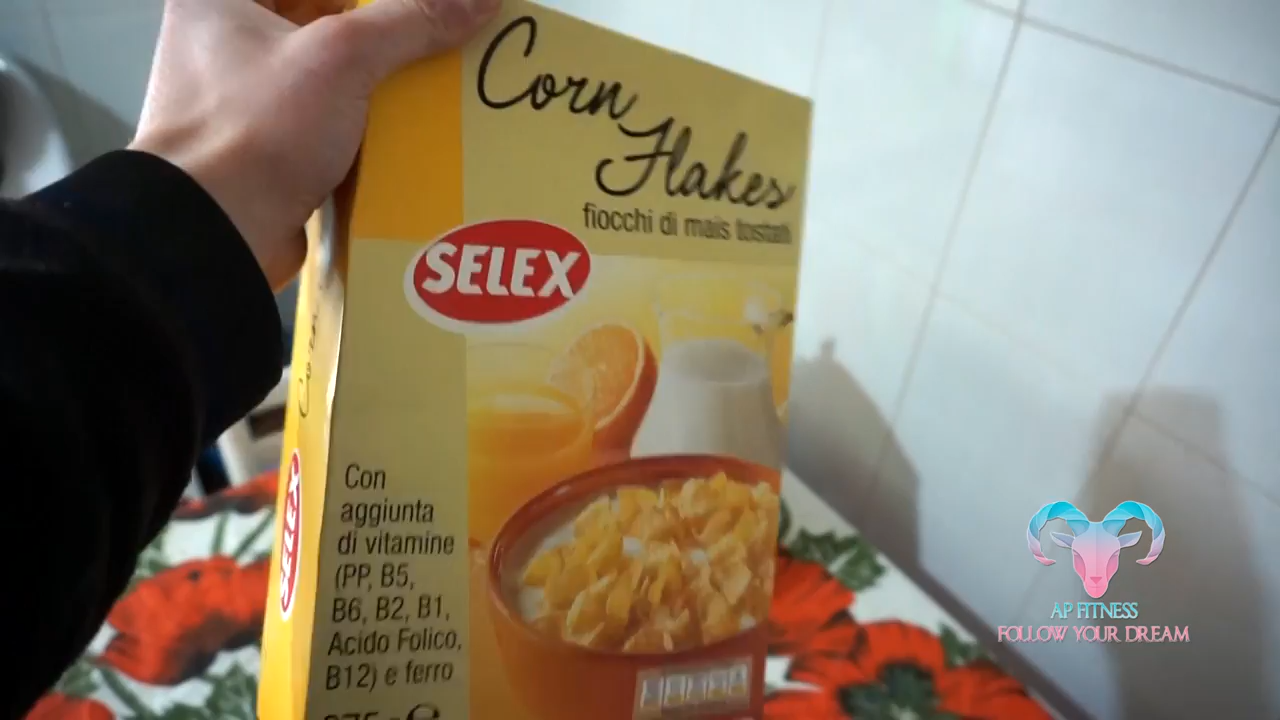 Corn
Flakes
fiocchi di mais tostati
SELEX
Con
aggiunta
di vitamine
(PP, B5,
B6, B2, B1,
Acido Folico,
B12) e ferro
SELEX
AP FITNESS
FOLLOW YOUR DREAM